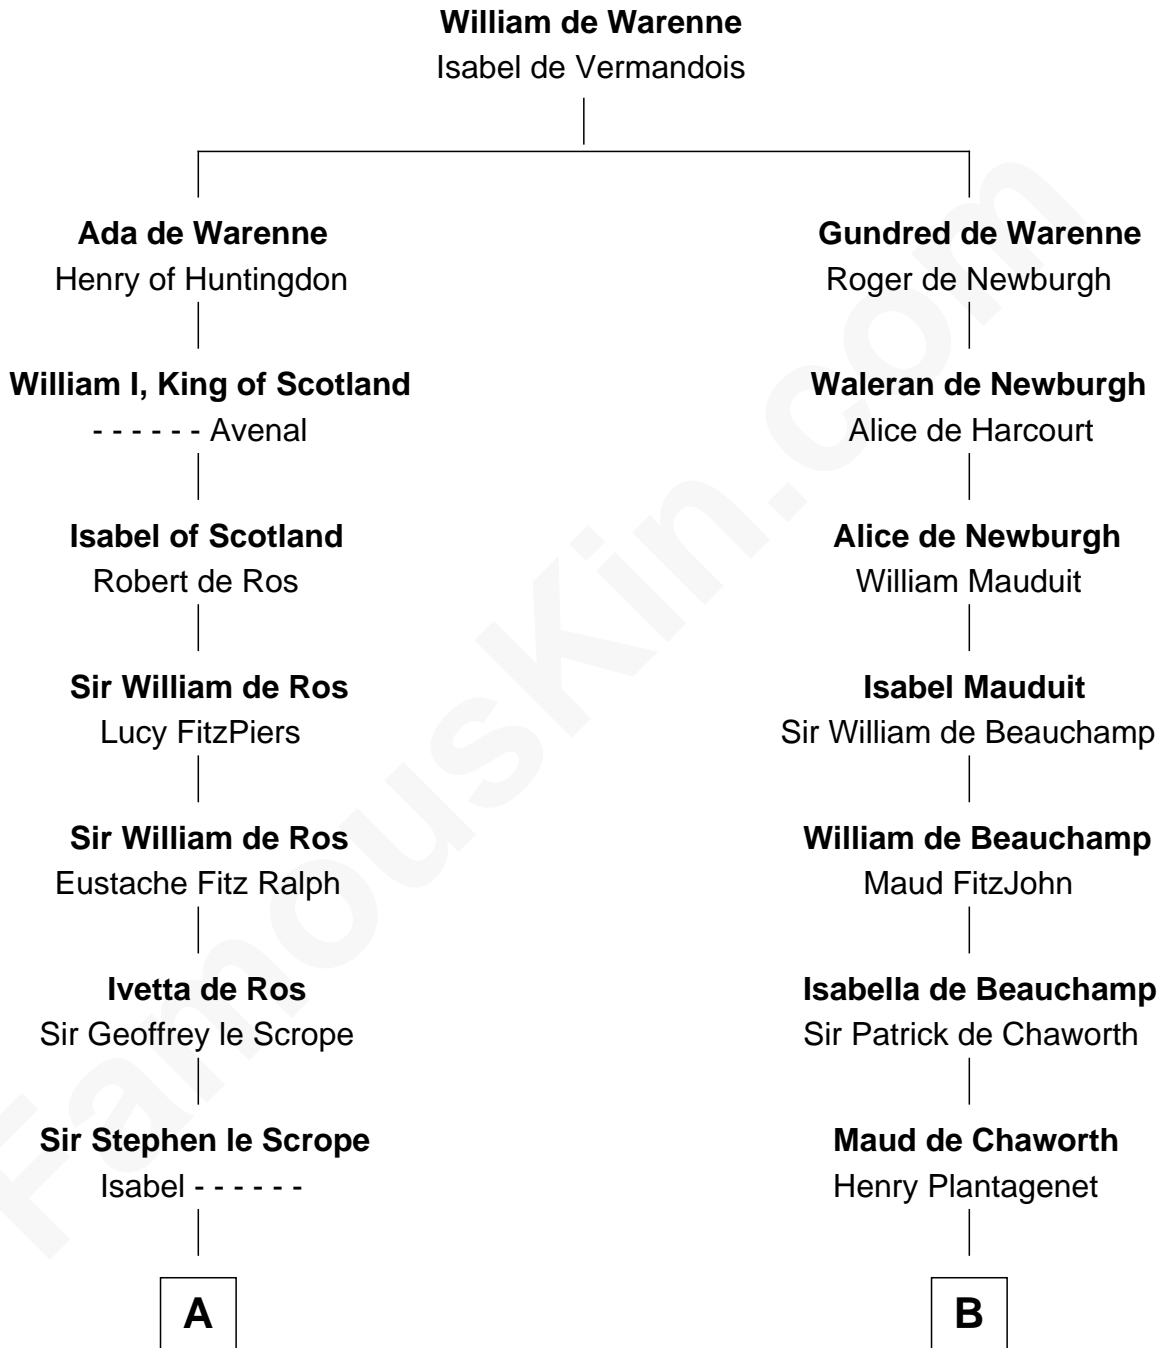 William de Warenne
Isabel de Vermandois
Ada de Warenne
Henry of Huntingdon
William I, King of Scotland
- - - - - - Avenal
Isabel of Scotland
Robert de Ros
Sir William de Ros
Lucy FitzPiers
Sir William de Ros
Eustache Fitz Ralph
Ivetta de Ros
Sir Geoffrey le Scrope
Sir Stephen le Scrope
Isabel - - - - - -
A
Gundred de Warenne
Roger de Newburgh
Waleran de Newburgh
Alice de Harcourt
Alice de Newburgh
William Mauduit
Isabel Mauduit
Sir William de Beauchamp
William de Beauchamp
Maud FitzJohn
Isabella de Beauchamp
Sir Patrick de Chaworth
Maud de Chaworth
Henry Plantagenet
B
FamousKin.com